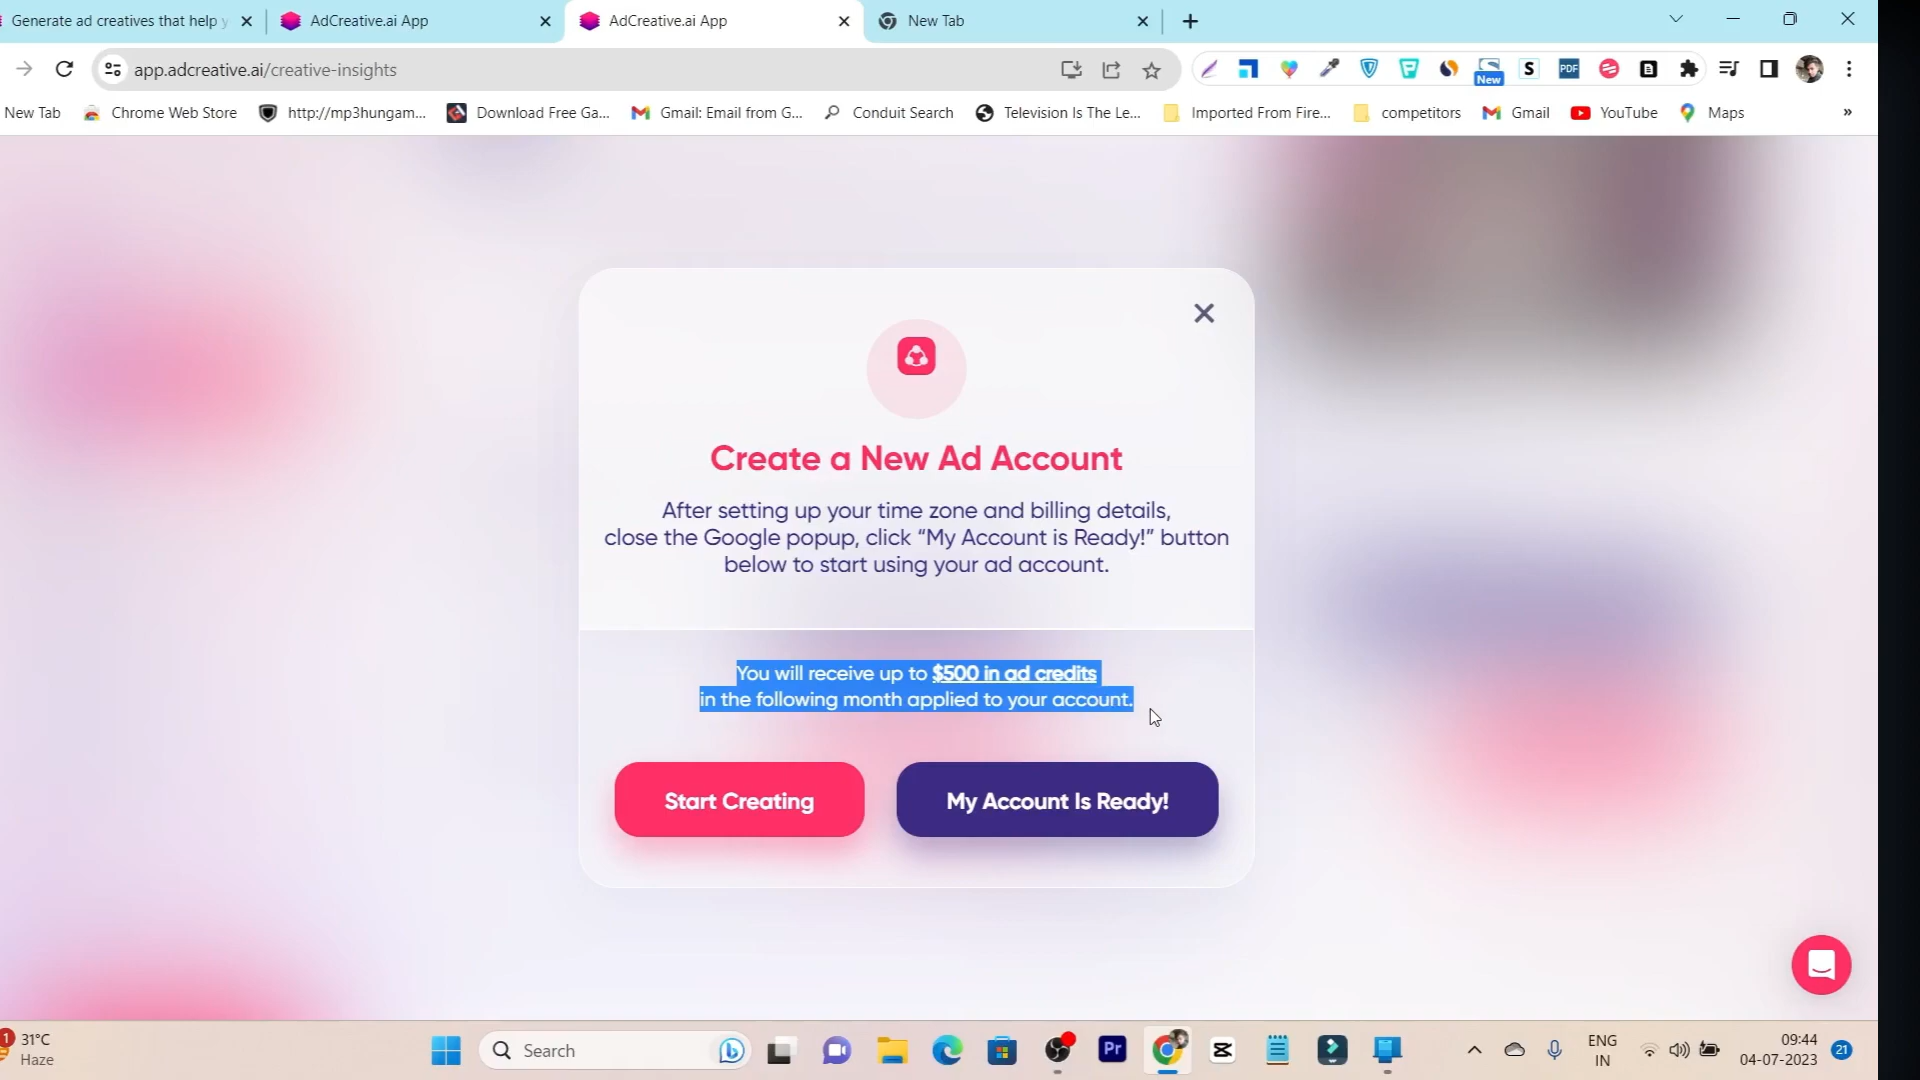 Generate ad creatives that help y
AdCreative.ai App
AdCreative.ai App
New Tab
app.adcreative.ai/creative-insights
PDF
New
S
New Tab
Chrome Web Store
http://mp3hungam...
Download Free Ga...
Gmail: Email from G...
Conduit Search
Television Is The Le...
Imported From Fire...
competitors
Gmail
YouTube
Maps
»
Create a New Ad Account
After setting up your time zone and billing details,
close the Google popup, click “My Account is Ready!” button
below to start using your ad account.
You will receive up to $500 in ad credits
in the following month applied to your account.
Start Creating
My Account Is Ready!
1
31°C
Haze
Search
Pr
ENG
IN
09:44
04-07-2023
21